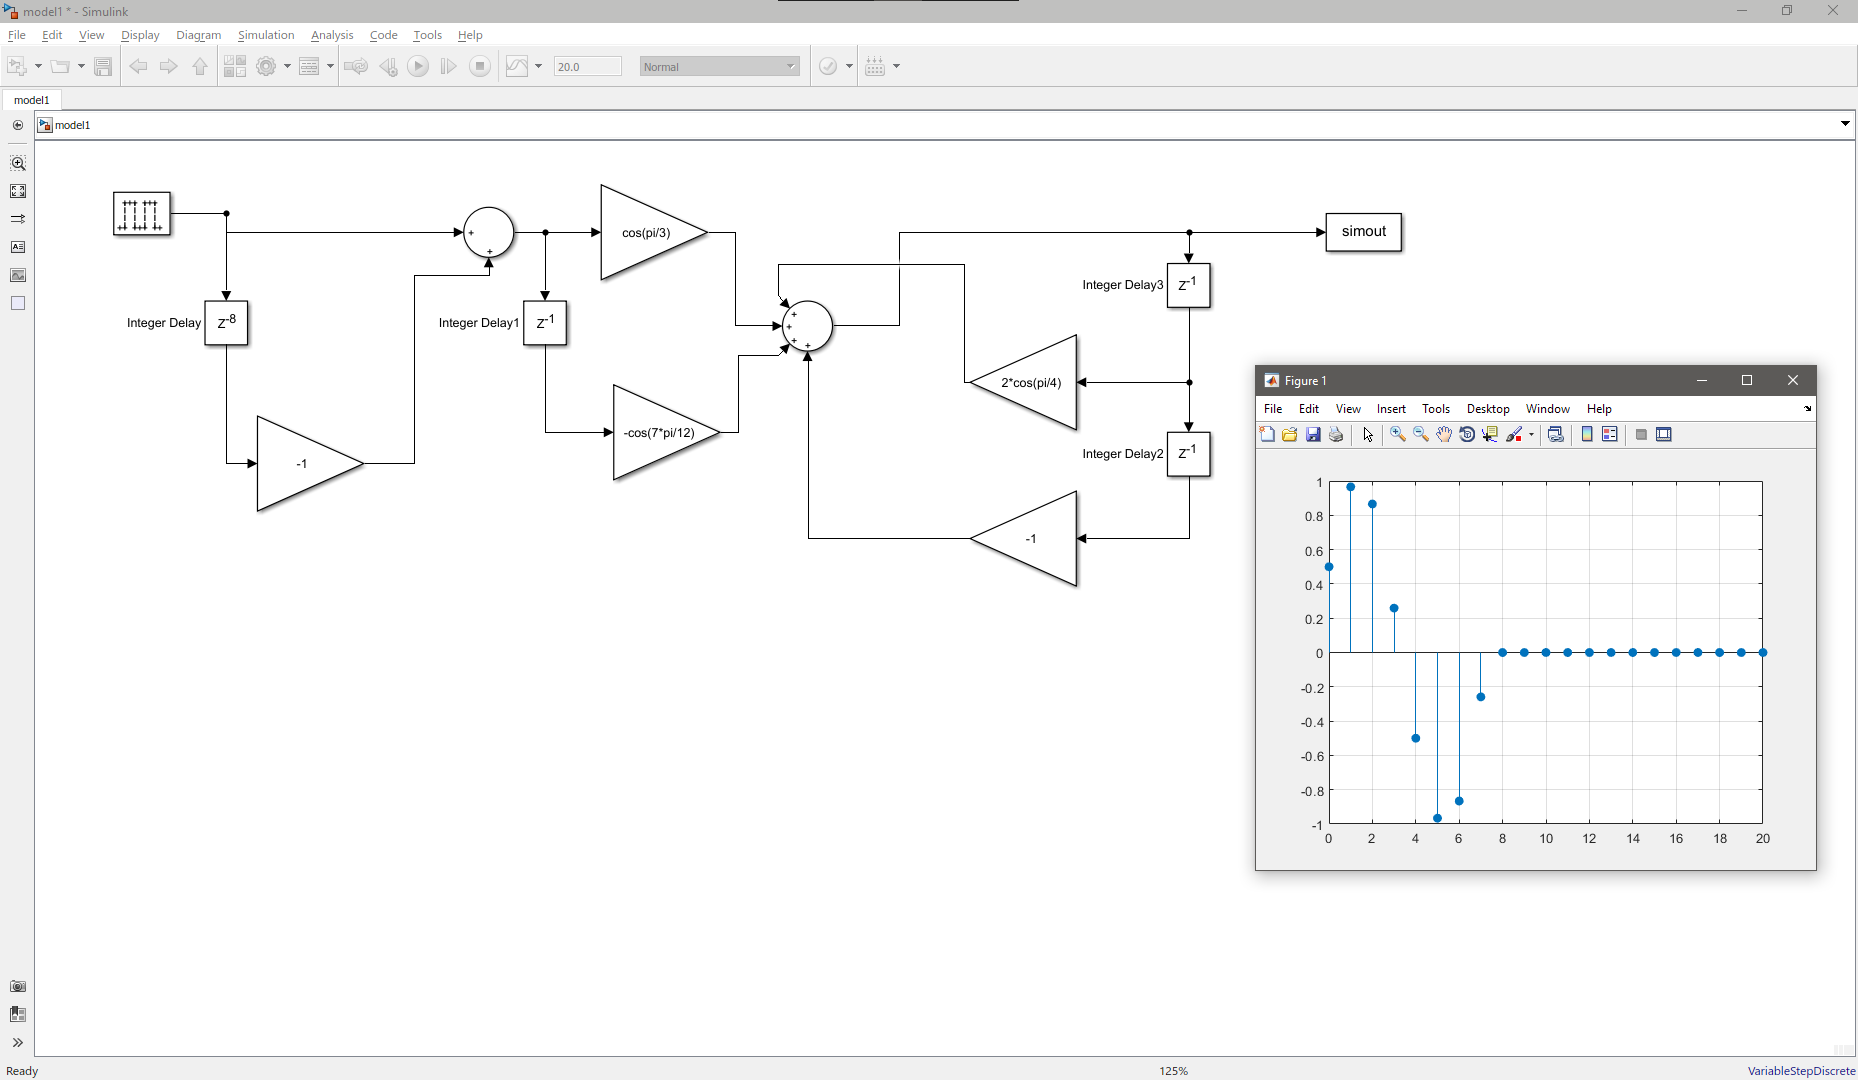 model1 * - Simulink
File Edit View Display Diagram Simulation Analysis Code Tools Help
20.0 Normal
model1
model1
cos(pi/3)
simout
Integer Delay z-8
Integer Delay1 z-1
Integer Delay3 z-1
2*cos(pi/4)
-cos(7*pi/12)
Integer Delay2 z-1
-1
-1
Figure 1
File Edit View Insert Tools Desktop Window Help
1
0.8
0.6
0.4
0.2
0
-0.2
-0.4
-0.6
-0.8
-1
0 2 4 6 8 10 12 14 16 18 20
Ready 125% VariableStepDiscrete